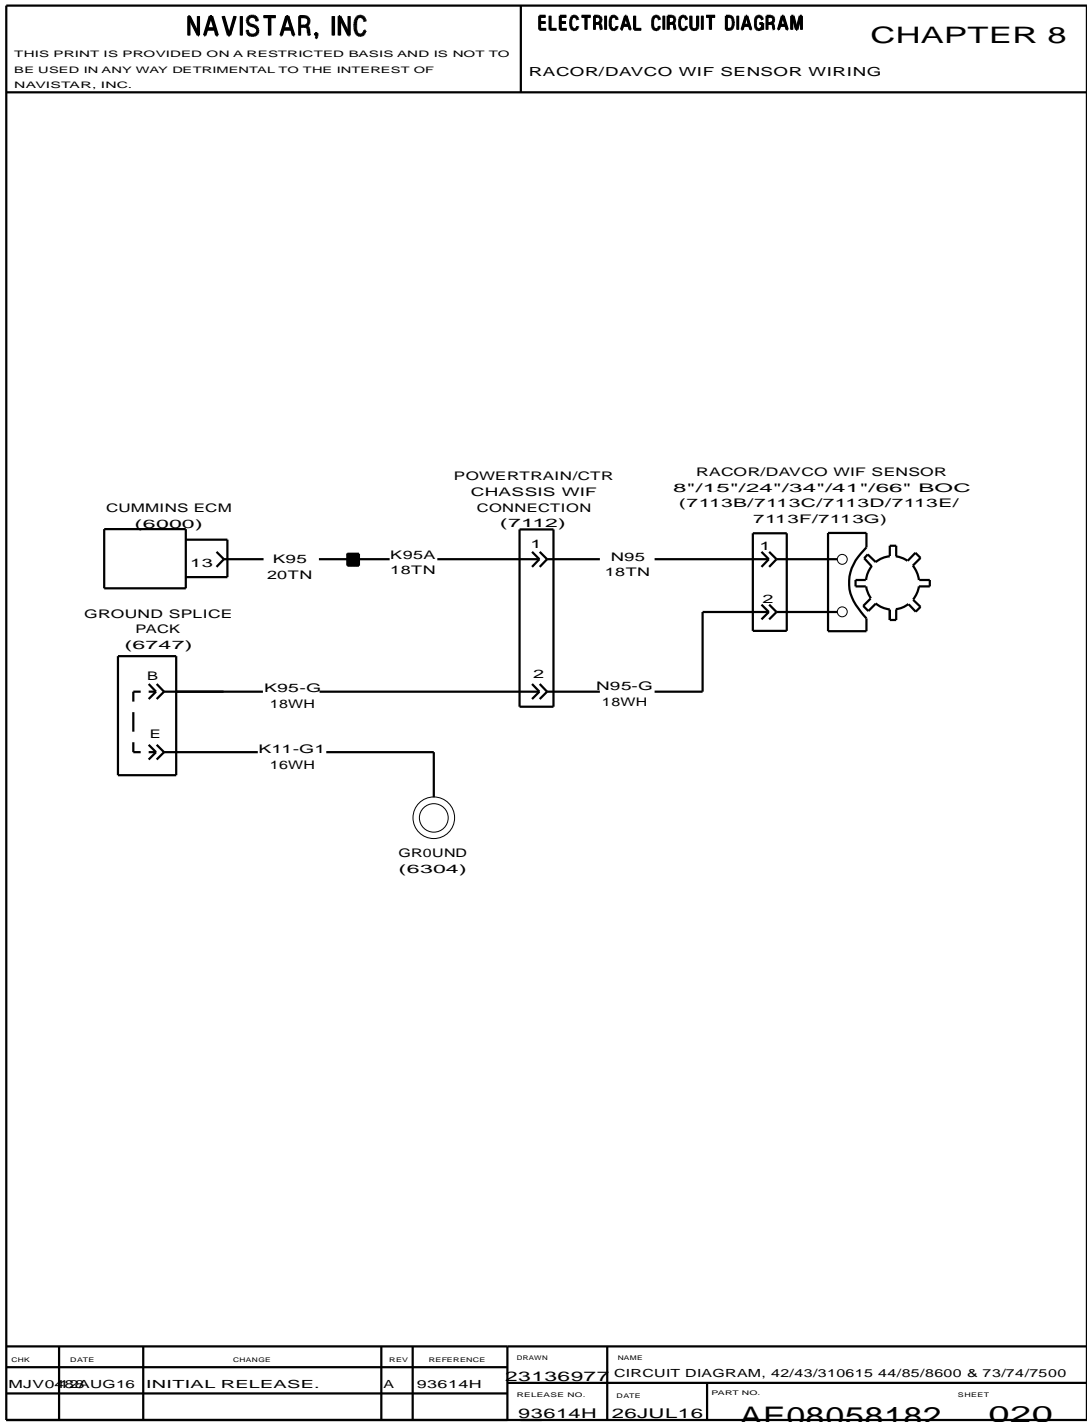 NAVISTAR, INC
THIS PRINT IS PROVIDED ON A RESTRICTED BASIS AND IS NOT TO
BE USED IN ANY WAY DETRIMENTAL TO THE INTEREST OF
NAVISTAR, INC.
ELECTRICAL CIRCUIT DIAGRAM
CHAPTER 8
RACOR/DAVCO WIF SENSOR WIRING
CUMMINS ECM
(6000)
13
K95
20TN
K95A
18TN
POWERTRAIN/CTR
CHASSIS WIF
CONNECTION
(7112)
1
2
N95
18TN
RACOR/DAVCO WIF SENSOR
8"/15"/24"/34"/41"/66" BOC
(7113B/7113C/7113D/7113E/
7113F/7113G)
1
2
GROUND SPLICE
PACK
(6747)
B
E
K95-G
18WH
N95-G
18WH
K11-G1
16WH
GR0UND
(6304)
CHK DATE CHANGE REV REFERENCE
12AUG16 INITIAL RELEASE. A 93614H
DRAWN
23136977
NAME
CIRCUIT DIAGRAM, 42/43/310615 44/85/8600 & 73/74/7500
RELEASE NO.
93614H
DATE
26JUL16
PART NO.
AF08058182
SHEET
020